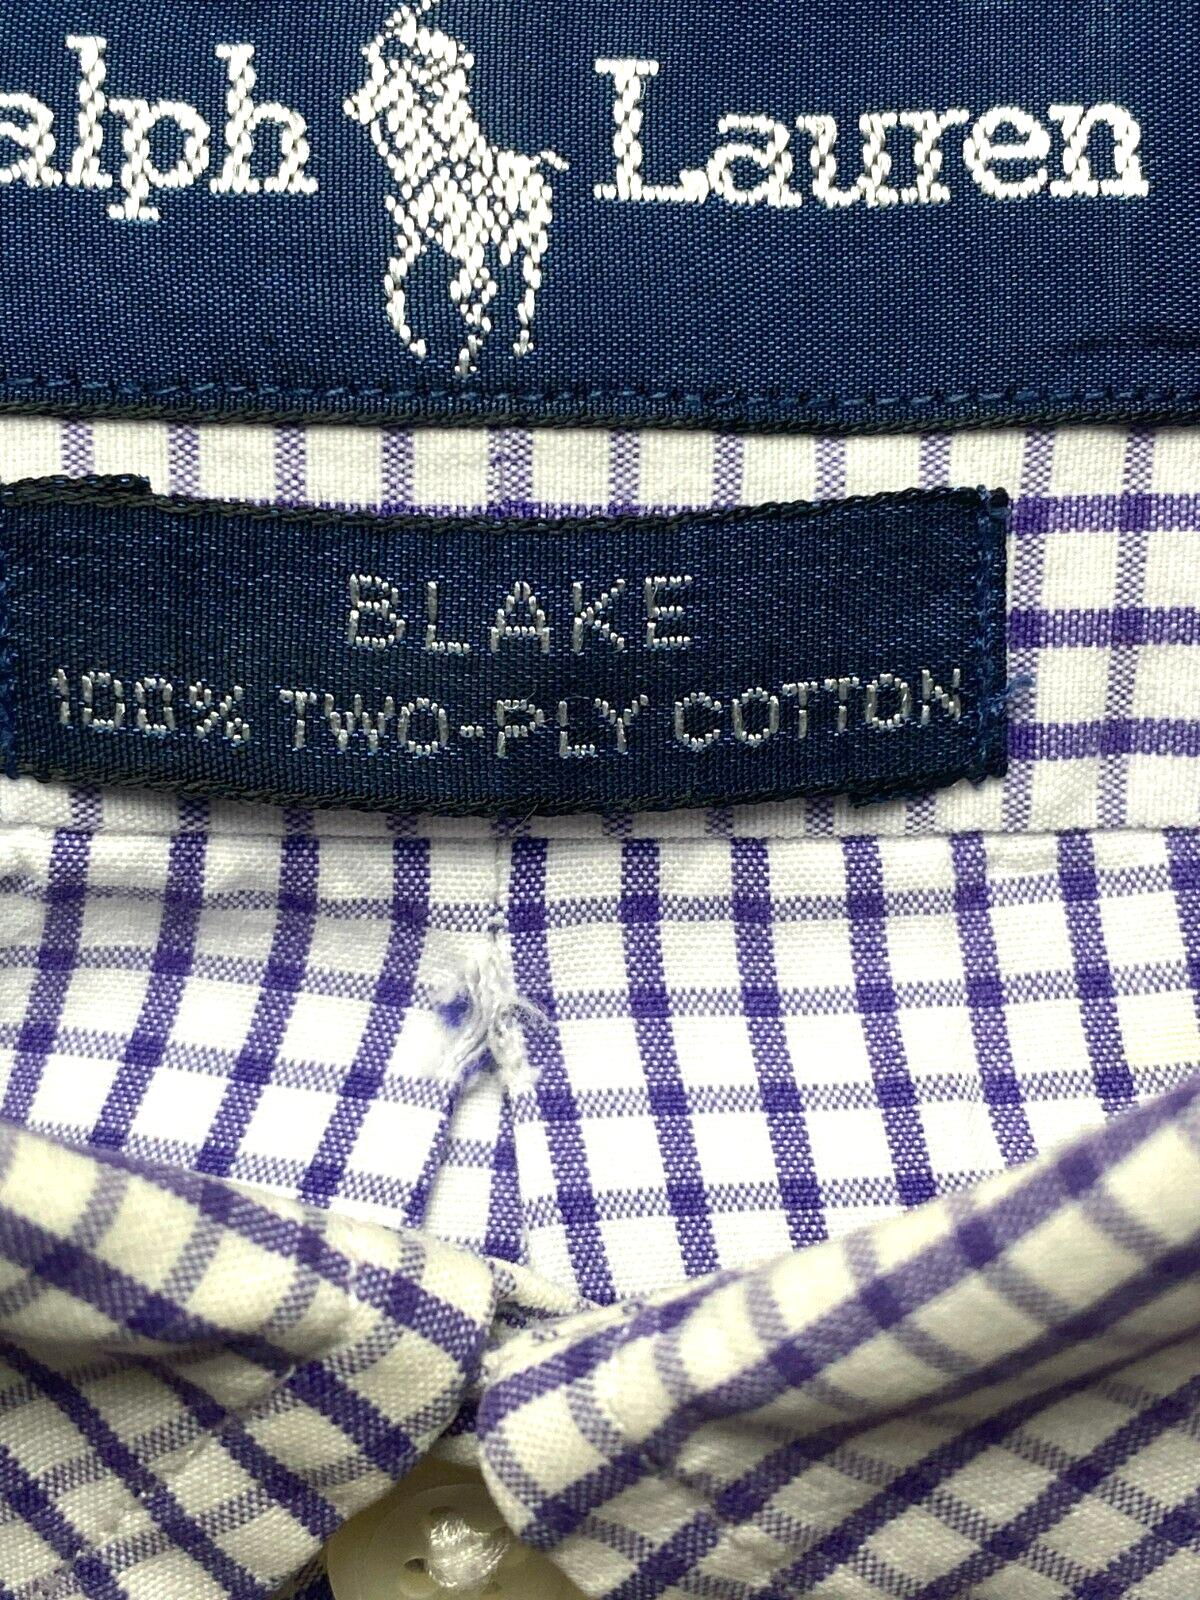 alph Lauren
BLAKE
100% TWO-PLY COTTON